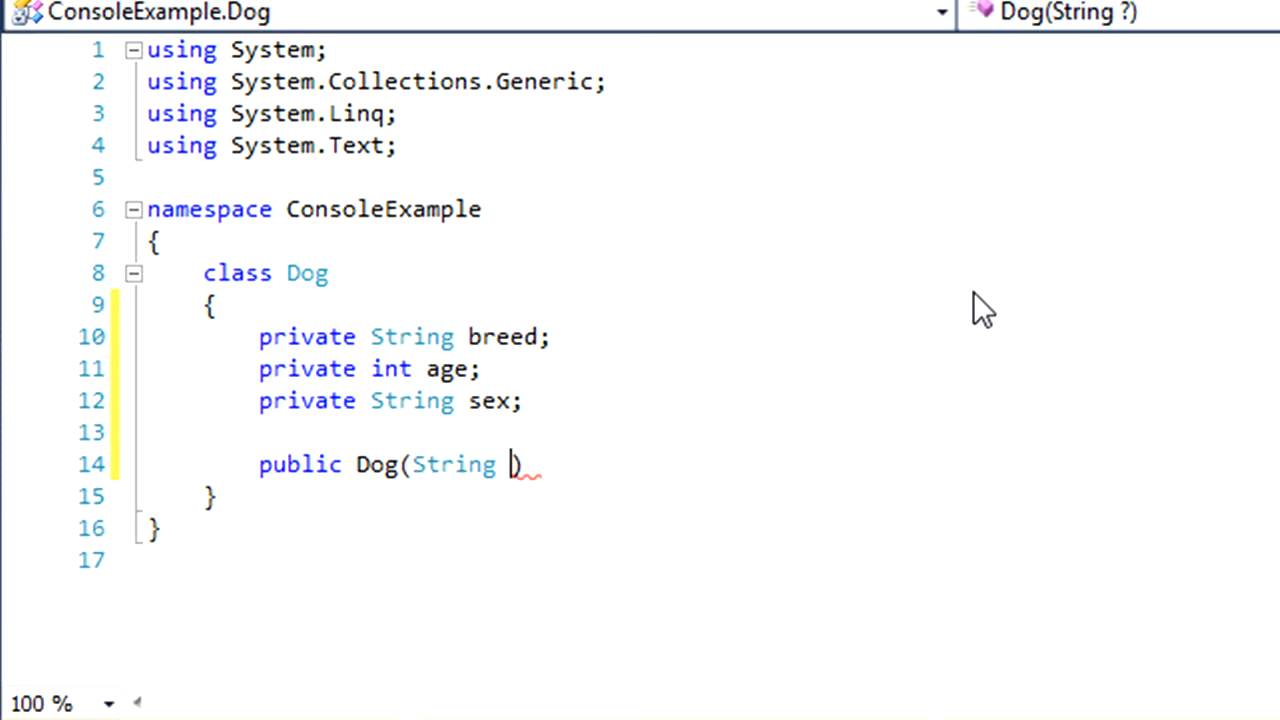 ConsoleExample.Dog Dog(String ?)
1 using System;
2 using System.Collections.Generic;
3 using System.Linq;
4 using System.Text;
5
6 namespace ConsoleExample
7 {
8 class Dog
9 {
10 private String breed;
11 private int age;
12 private String sex;
13
14 public Dog(String )
15 }
16 }
17
100 %